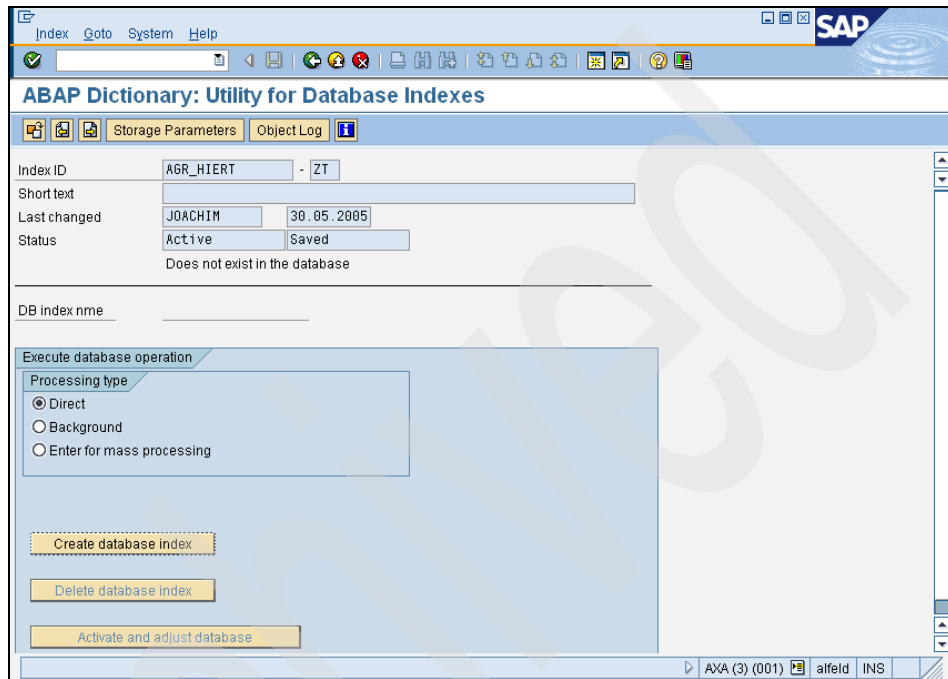 Index Goto System Help
SAP
ABAP Dictionary: Utility for Database Indexes
Storage Parameters Object Log
Index ID AGR_HIERT - ZT
Short text
Last changed JOACHIM 30.05.2005
Status Active Saved
Does not exist in the database
DB index nme
Execute database operation
Processing type
Direct
Background
Enter for mass processing
Create database index
Delete database index
Activate and adjust database
AXA (3) (001) alfeld INS